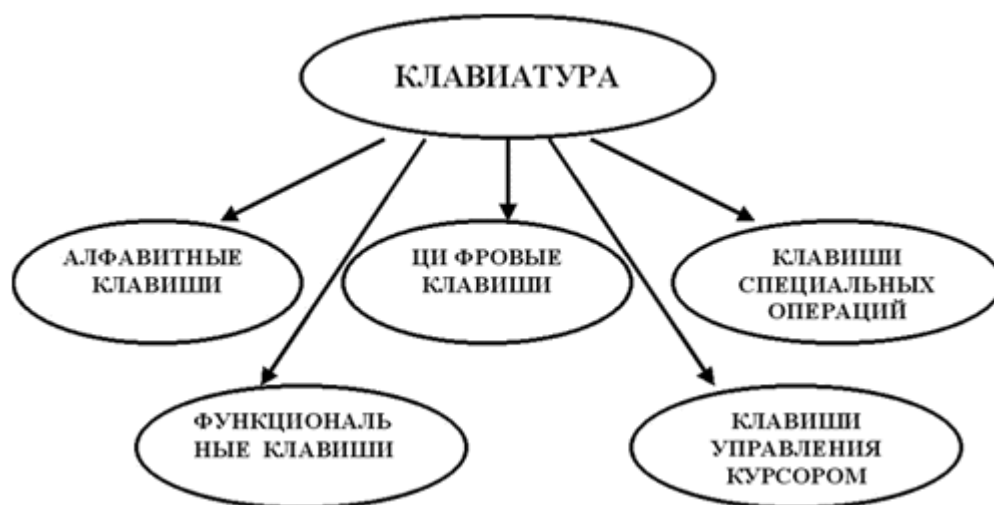 КЛАВИАТУРА
АЛФАВИТНЫЕ
КЛАВИШИ
ЦИ ФРОВЫЕ
КЛАВИШИ
КЛАВИШИ
СПЕЦИАЛЬНЫХ
ОПЕРАЦИЙ
ФУНКЦИОНАЛЬ
НЫЕ КЛАВИШИ
КЛАВИШИ
УПРАВЛЕНИЯ
КУРСОРОМ